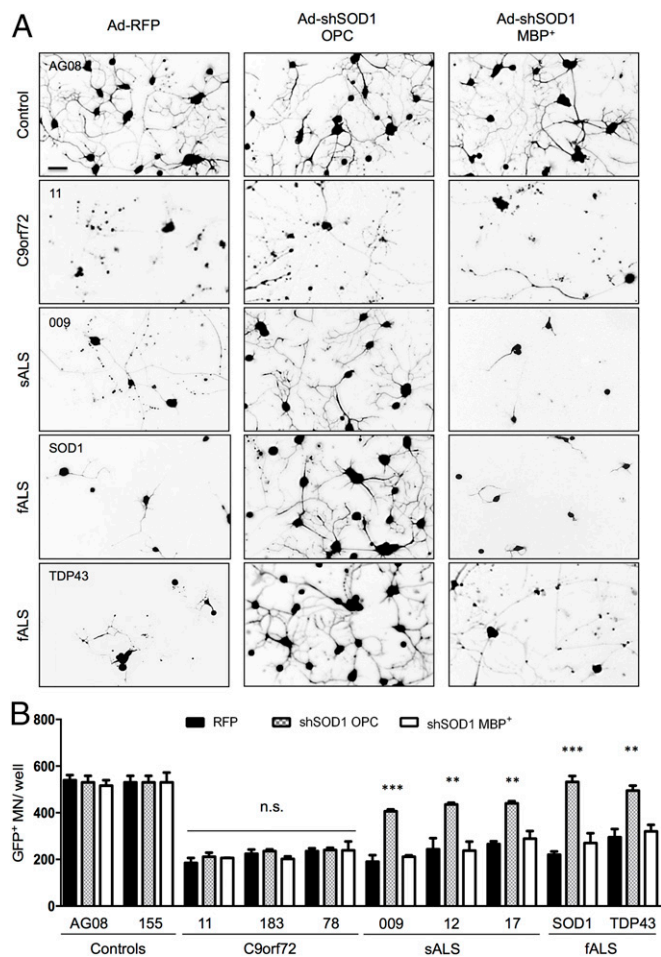 A
Ad-RFP
Ad-shSOD1
OPC
Ad-shSOD1
MBP⁺
Control
AG08
C9orf72
11
sALS
009
fALS
SOD1
fALS
TDP43
B
RFP
shSOD1 OPC
shSOD1 MBP⁺
GFP⁺ MN/ well
800
600
400
200
0
n.s.
***
**
**
***
**
AG08 155 11 183 78 009 12 17 SOD1 TDP43
Controls C9orf72 sALS fALS